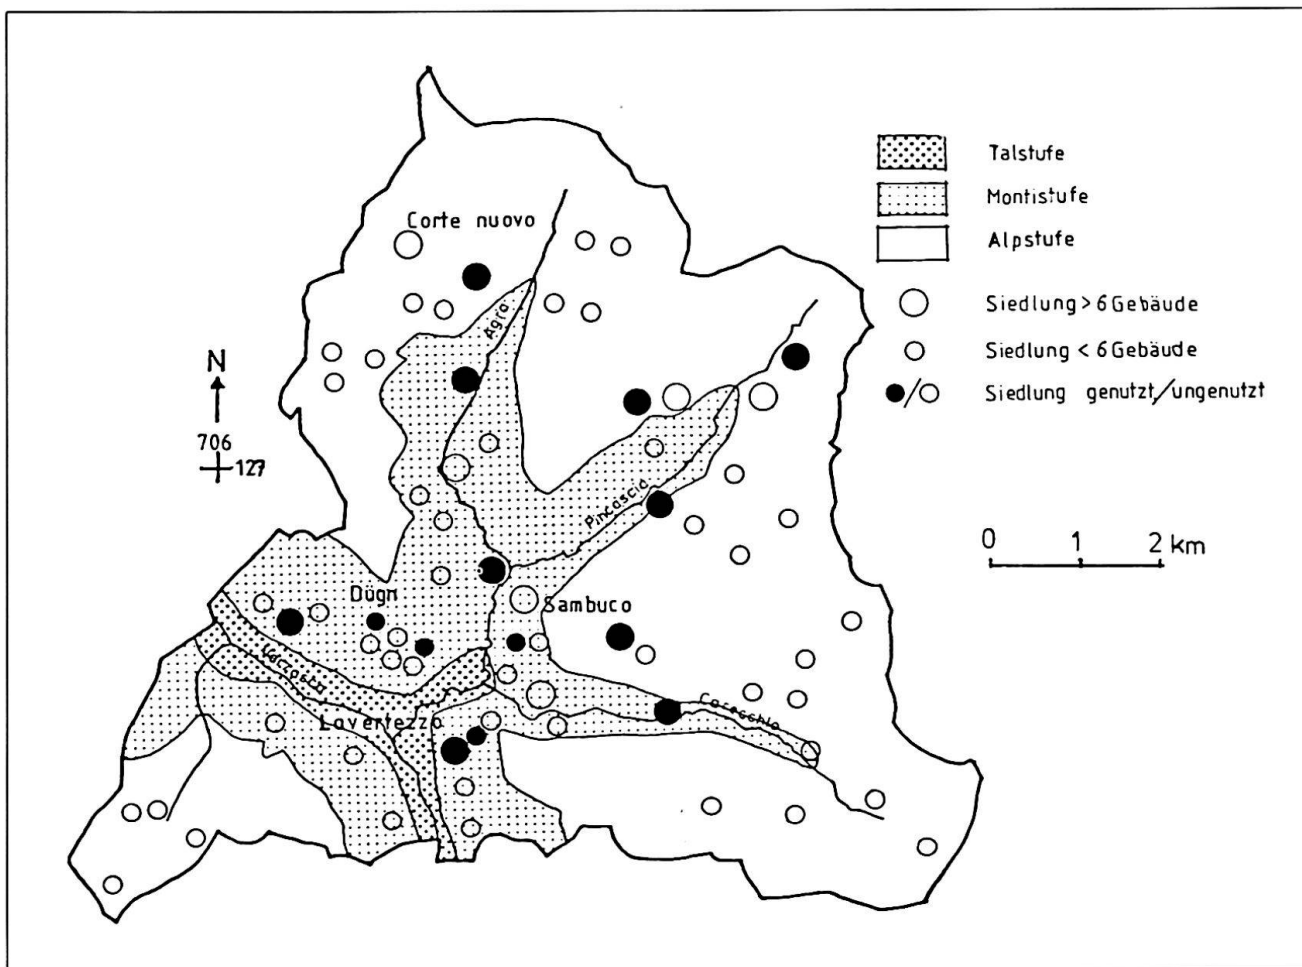 Talstufe
Montistufe
Alpstufe
Siedlung > 6 Gebäude
Siedlung < 6 Gebäude
Siedlung genutzt/ungenutzt
Corte nuovo
Agro
N
706
127
Pincascia
0 1 2 km
Dügn
Sambuco
Verzasca
Lavertezzo
Carecchio